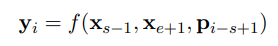 y_i = f(x_{s-1}, x_{e+1}, p_{i-s+1})